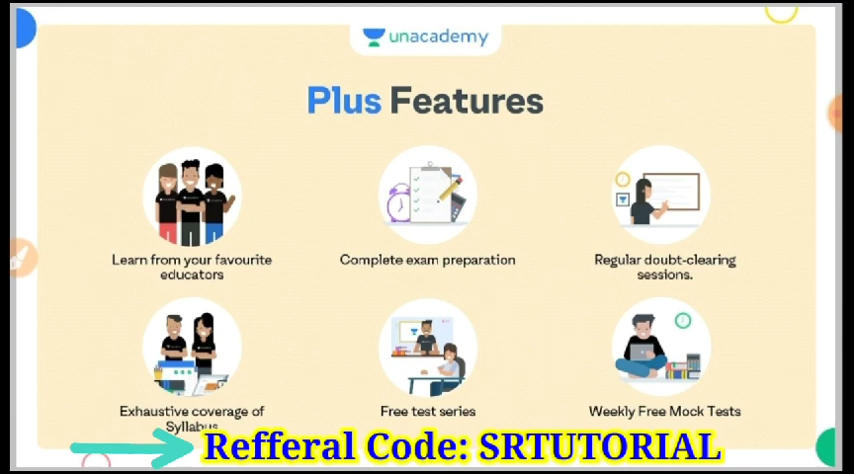 unacademy
Plus Features
Learn from your favourite
educators
Complete exam preparation
Regular doubt-clearing
sessions.
Exhaustive coverage of
Syllabus
Free test series
Weekly Free Mock Tests
Refferal Code: SRTUTORIAL